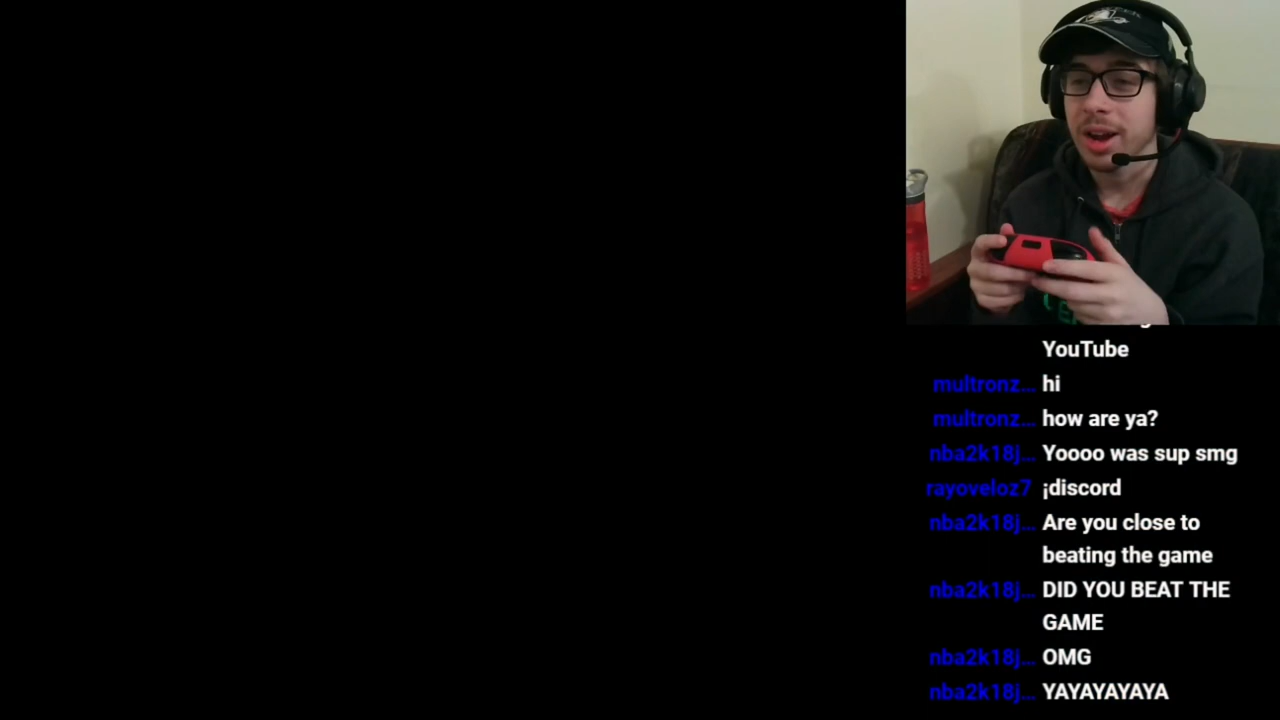 YouTube
multronz... hi
multronz... how are ya?
nba2k18j... Yoooo was sup smg
rayoveloz7 ¡discord
nba2k18j... Are you close to
beating the game
nba2k18j... DID YOU BEAT THE
GAME
nba2k18j... OMG
nba2k18j... YAYAYAYAYA